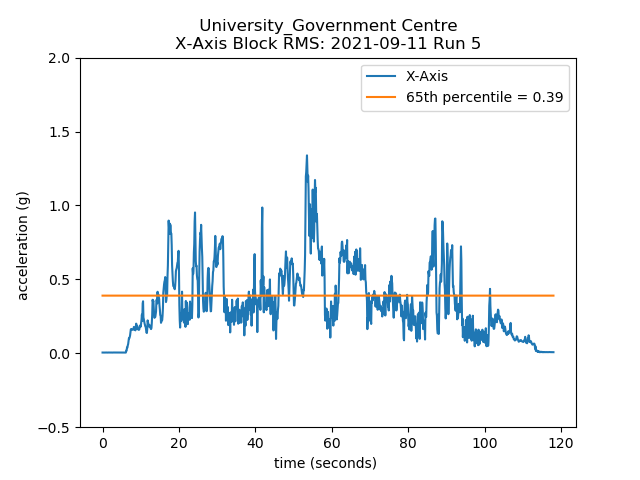 University_Government Centre
X-Axis Block RMS: 2021-09-11 Run 5
2.0
X-Axis
65th percentile = 0.39
1.5
1.0
0.5
0.0
−0.5
acceleration (g)
0 20 40 60 80 100 120
time (seconds)